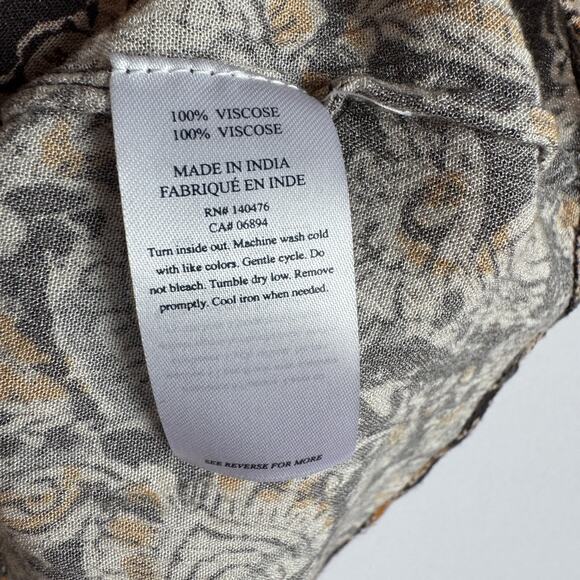 100% VISCOSE
100% VISCOSE
MADE IN INDIA
FABRIQUÉ EN INDE
RN# 140476
CA# 06894
Turn inside out. Machine wash cold
with like colors. Gentle cycle. Do
not bleach. Tumble dry low. Remove
promptly. Cool iron when needed.
SEE REVERSE FOR MORE